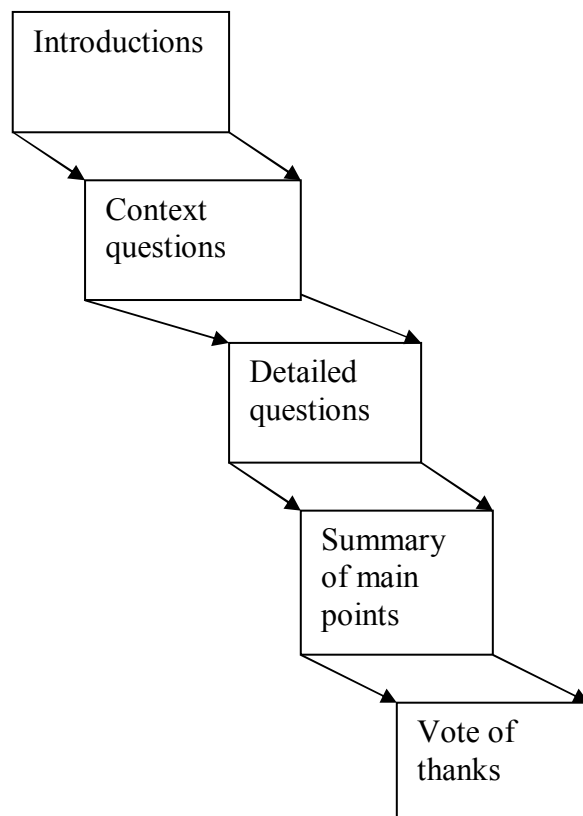 Introductions
Context
questions
Detailed
questions
Summary
of main
points
Vote of
thanks